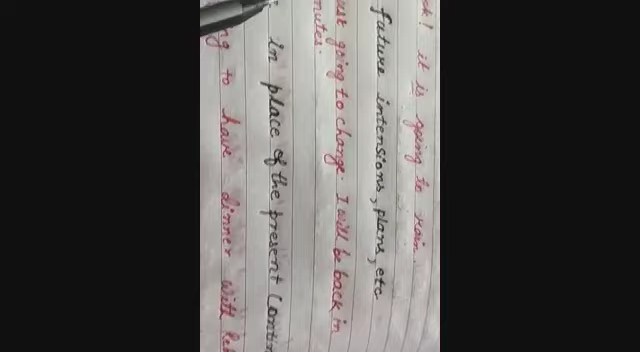 it is going to rain.
future intensions, plans, etc
going to change. I will be back in
nutes.
in place of the present
to have dinner with